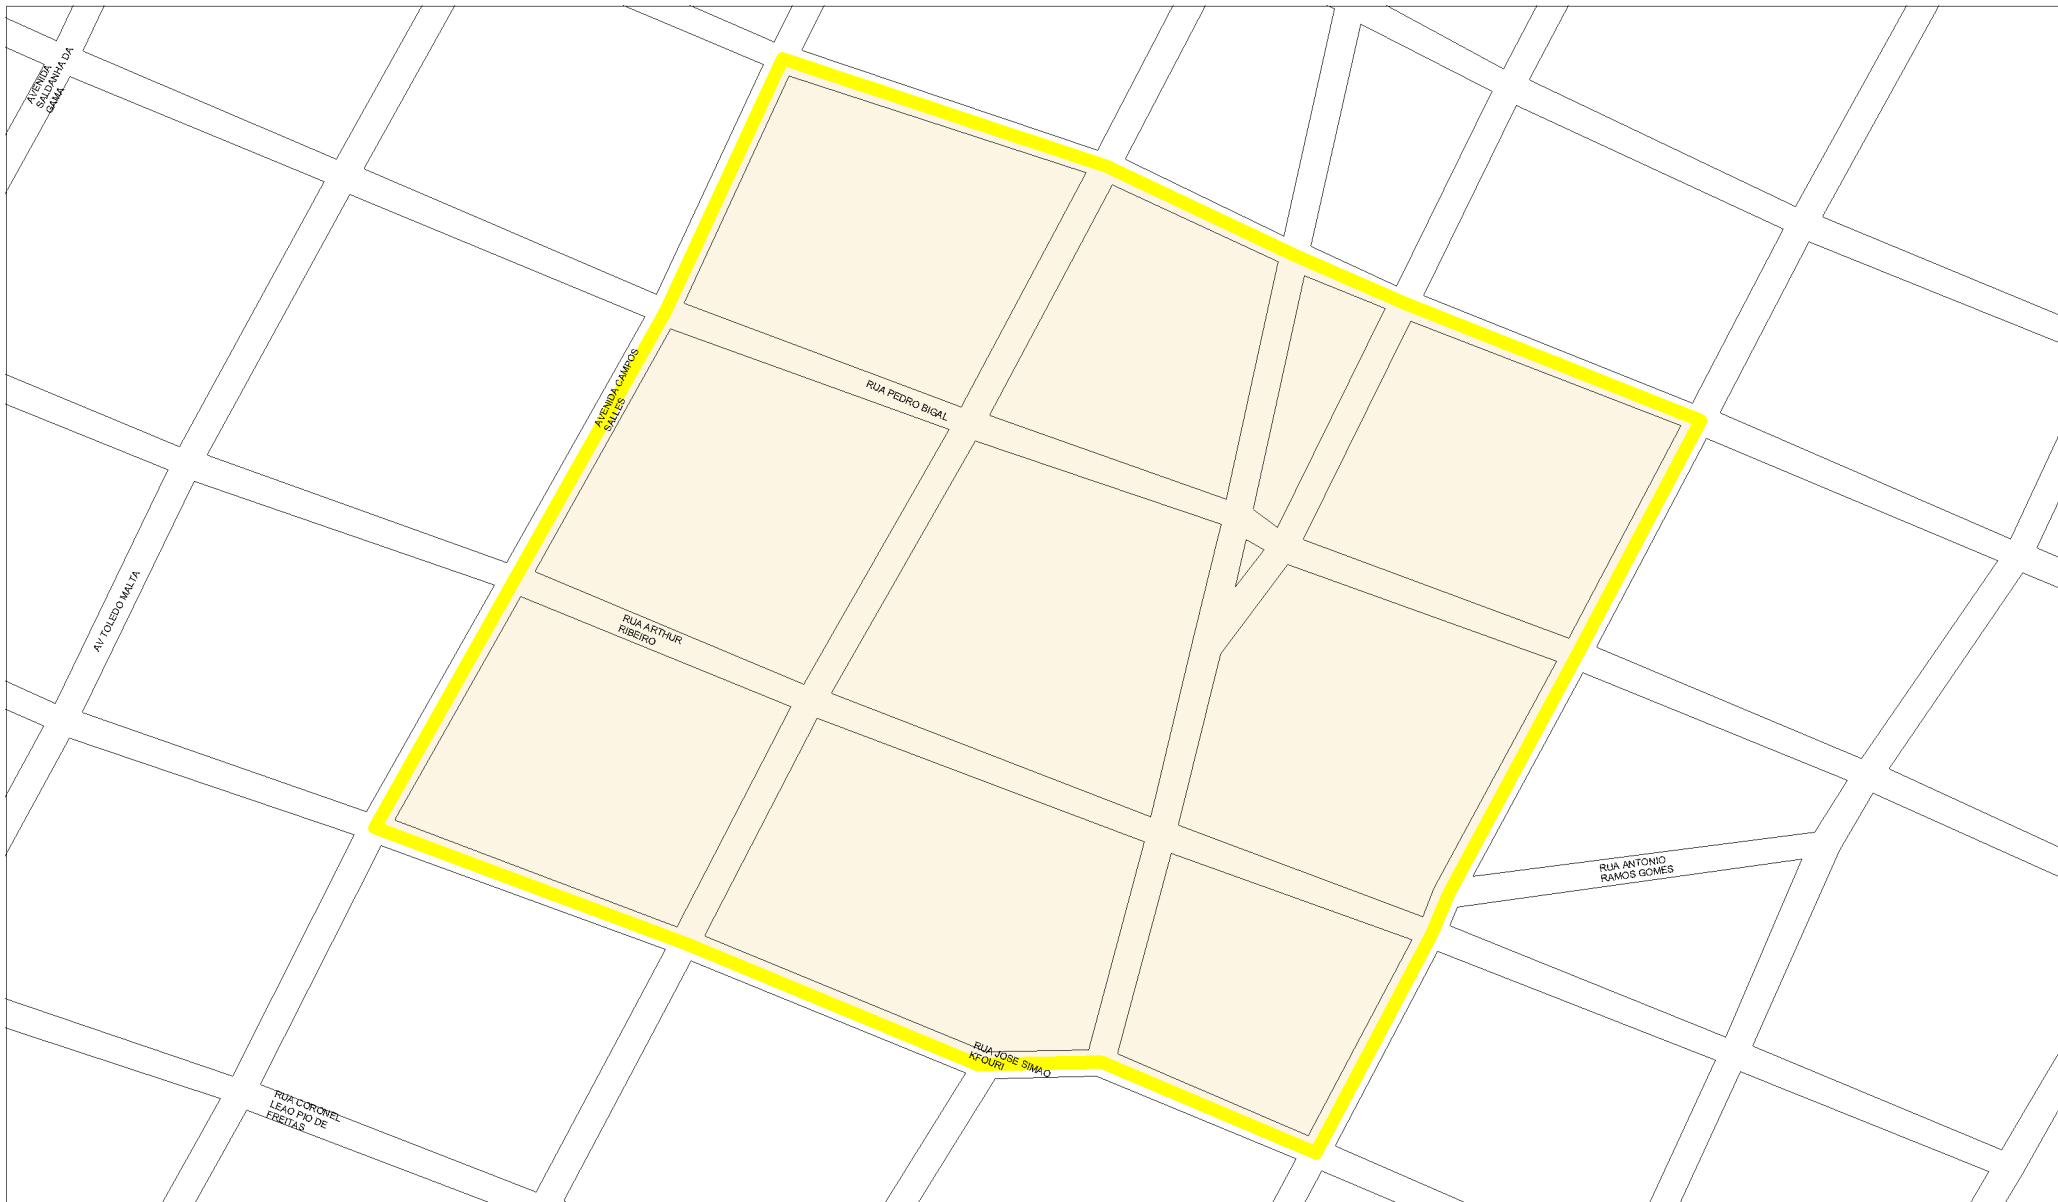 AVENIDA
SALDANHA DA
GAMA
AVENIDA CAMPOS
SALLES
RUA PEDRO BIGAL
AV TOLEDO MALTA
RUA ARTHUR
RIBEIRO
RUA ANTONIO
RAMOS GOMES
RUA JOSE SIMAO
KFOURI
RUA CORONEL
LEAO PIO DE
FREITAS